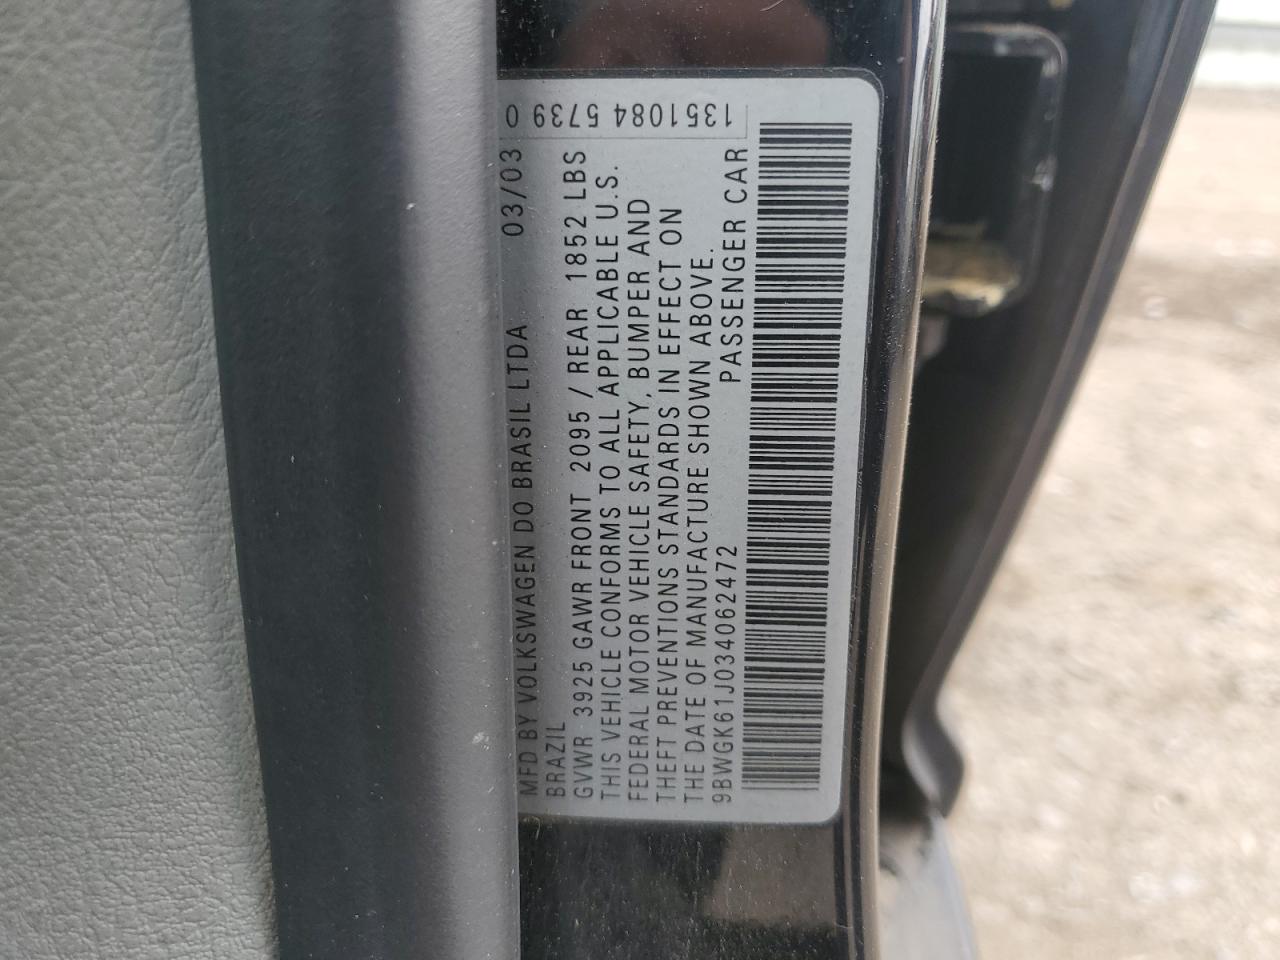 MFD BY VOLKSWAGEN DO BRASIL LTDA 03/03
BRAZIL
GVWR 3925 GAWR FRONT 2095 / REAR 1852 LBS
THIS VEHICLE CONFORMS TO ALL APPLICABLE U.S.
FEDERAL MOTOR VEHICLE SAFETY, BUMPER AND
THEFT PREVENTIONS STANDARDS IN EFFECT ON
THE DATE OF MANUFACTURE SHOWN ABOVE.
9BWGK61J034062472 PASSENGER CAR
1351084 5739 0